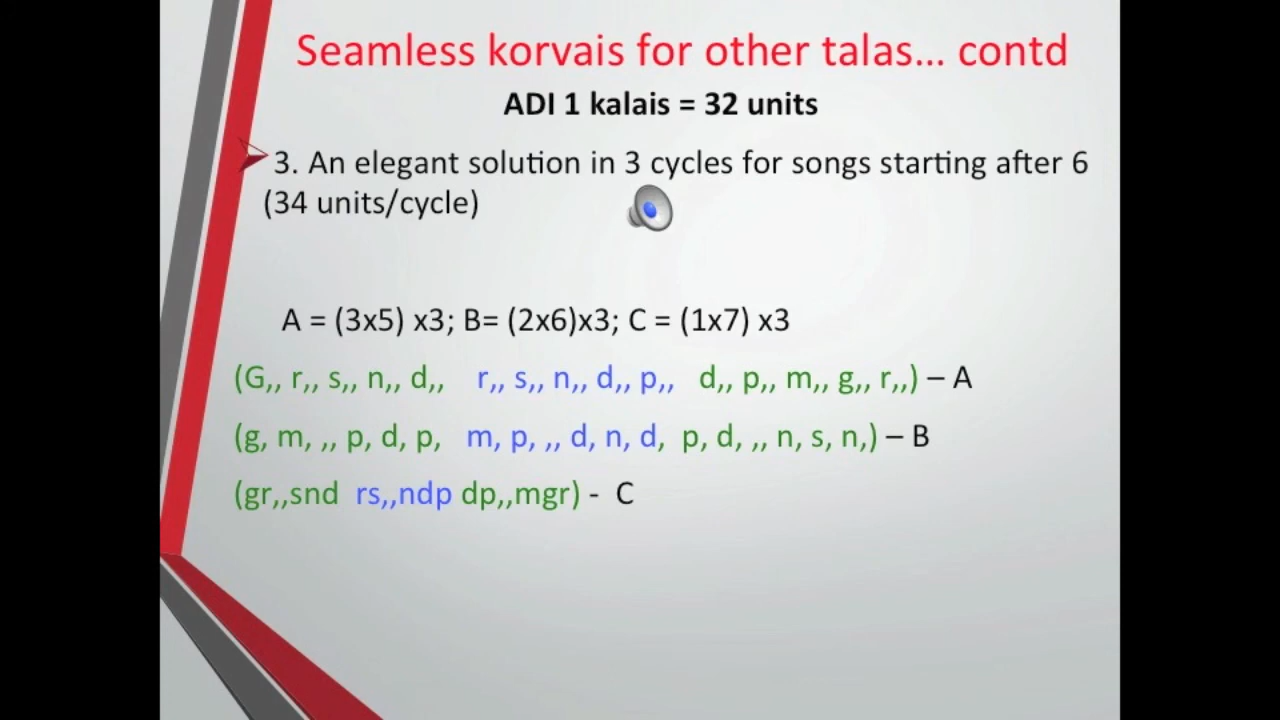 Seamless korvais for other talas... contd
ADI 1 kalais = 32 units
3. An elegant solution in 3 cycles for songs starting after 6
(34 units/cycle)
A = (3x5) x3; B= (2x6)x3; C = (1x7) x3
(G,, r,, s,, n,, d,, r,, s,, n,, d,, p,, d,, p,, m,, g,, r,,) – A
(g, m, ,, p, d, p, m, p, ,, d, n, d, p, d, ,, n, s, n,) – B
(gr,,snd rs,,ndp dp,,mgr) - C